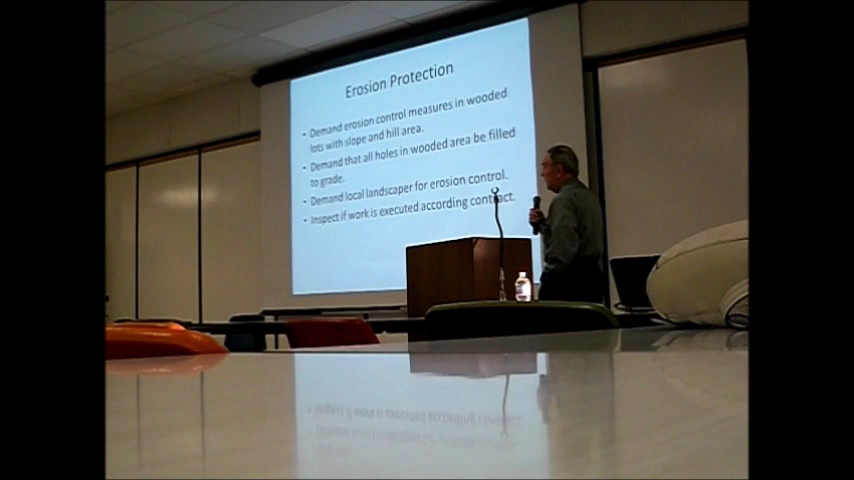 Erosion Protection
• Demand erosion control measures in wooded
lots with slope and hill area.
• Demand that all holes in wooded area be filled
to grade.
• Demand local landscaper for erosion control.
• Inspect if work is executed according contract.